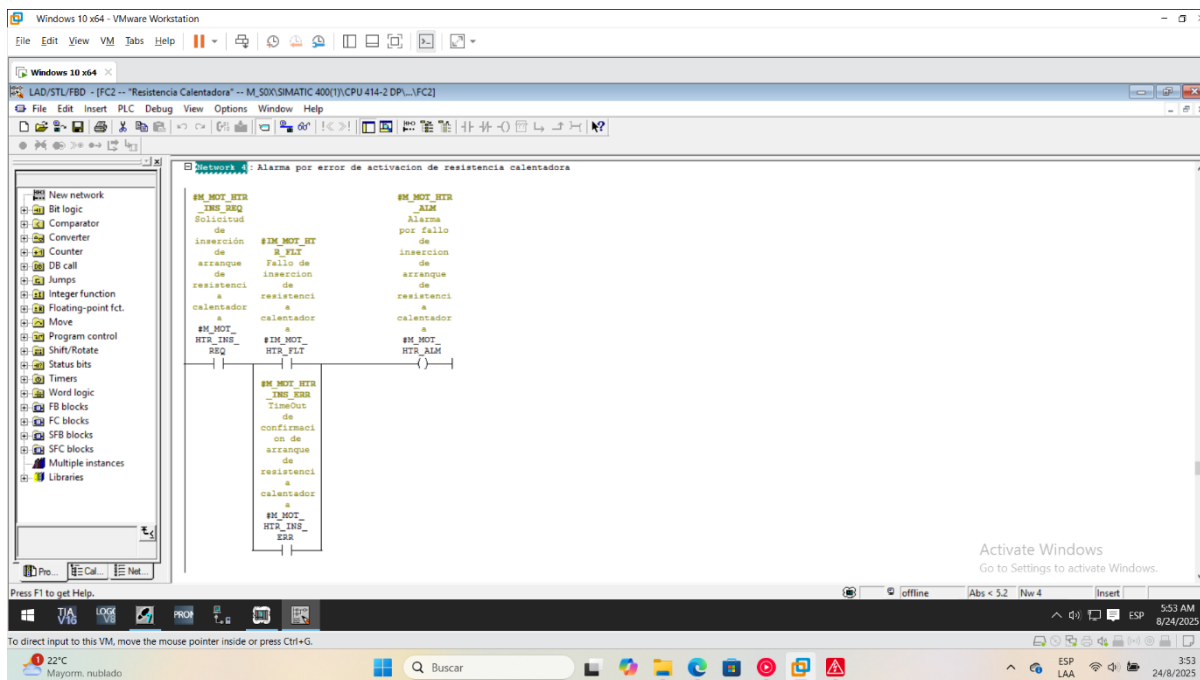 Windows 10 x64 - VMware Workstation
File Edit View VM Tabs Help
Windows 10 x64
LAD/STL/FBD - [FC2 -- "Resistencia Calentadora" -- M_S0X\SIMATIC 400(1)\CPU 414-2 DP\...\FC2]
File Edit Insert PLC Debug View Options Window Help
Network 4 : Alarma por error de activacion de resistencia calentadora
New network
Bit logic
Comparator
Converter
Counter
DB call
Jumps
Integer function
Floating-point fct.
Move
Program control
Shift/Rotate
Status bits
Timers
Word logic
FB blocks
FC blocks
SFB blocks
SFC blocks
Multiple instances
Libraries
Pro... Cal... Net...
#M_MOT_HTR
_INS_REQ
Solicitud
de
inserción
de
arranque
de
resistenci
a
calentador
a
#M_MOT_
HTR_INS_
REQ
#IM_MOT_HT
R_FLT
Fallo de
insercion
de
resistenci
a
calentador
a
#IM_MOT_
HTR_FLT
#M_MOT_HTR
_ALM
Alarma
por fallo
de
insercion
de
arranque
de
resistenci
a
calentador
a
#M_MOT_
HTR_ALM
#M_MOT_HTR
_INS_ERR
TimeOut
de
confirmaci
on de
arranque
de
resistenci
a
calentador
a
#M_MOT_
HTR_INS_
ERR
Activate Windows
Go to Settings to activate Windows.
Press F1 to get Help.
offline Abs < 5.2 Nw 4 Insert
TIA V16 LOGO V8 PRON
ESP 5:53 AM
8/24/2025
To direct input to this VM, move the mouse pointer inside or press Ctrl+G.
1
22°C
Mayorm. nublado
Buscar
ESP
LAA
3:53
24/8/2025